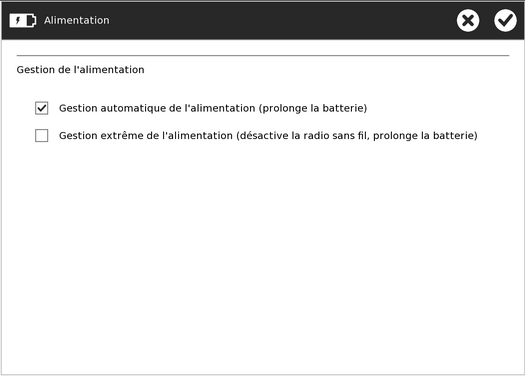 Alimentation
Gestion de l'alimentation
Gestion automatique de l'alimentation (prolonge la batterie)
Gestion extrême de l'alimentation (désactive la radio sans fil, prolonge la batterie)